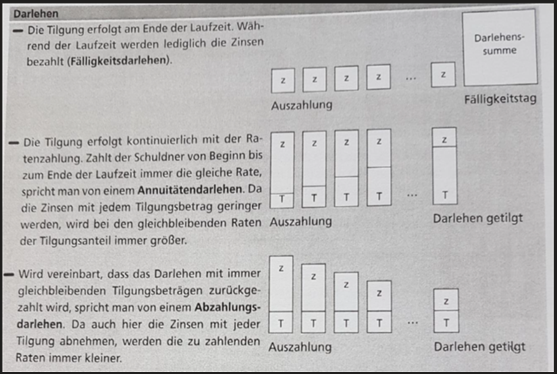 Darlehen
– Die Tilgung erfolgt am Ende der Laufzeit. Wäh-
rend der Laufzeit werden lediglich die Zinsen
bezahlt (Fälligkeitsdarlehen).
z z z z ... z
Darlehens-
summe
Auszahlung
Fälligkeitstag
– Die Tilgung erfolgt kontinuierlich mit der Ra-
tenzahlung. Zahlt der Schuldner von Beginn bis
zum Ende der Laufzeit immer die gleiche Rate,
spricht man von einem Annuitätendarlehen. Da
die Zinsen mit jedem Tilgungsbetrag geringer
werden, wird bei den gleichbleibenden Raten
der Tilgungsanteil immer größer.
z z z z z
T T T T ... T
Auszahlung
Darlehen getilgt
– Wird vereinbart, dass das Darlehen mit immer
gleichbleibenden Tilgungsbeträgen zurückge-
zahlt wird, spricht man von einem Abzahlungs-
darlehen. Da auch hier die Zinsen mit jeder
Tilgung abnehmen, werden die zu zahlenden
Raten immer kleiner.
z z z z z
T T T T ... T
Auszahlung
Darlehen getilgt